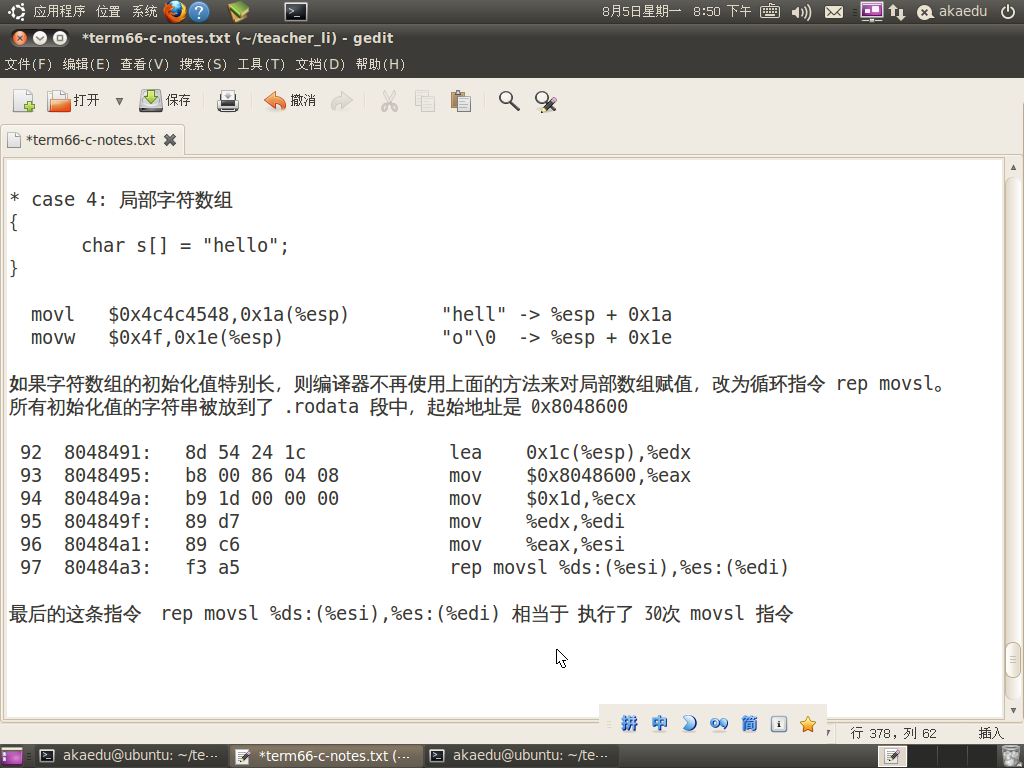 应用程序 位置 系统 8月5日星期一 8:50 下午 akaedu
*term66-c-notes.txt (~/teacher_li) - gedit
文件(F) 编辑(E) 查看(V) 搜索(S) 工具(T) 文档(D) 帮助(H)
打开 保存 撤消
*term66-c-notes.txt
* case 4: 局部字符数组
{
char s[] = "hello";
}
movl $0x4c4c4548,0x1a(%esp) "hell" -> %esp + 0x1a
movw $0x4f,0x1e(%esp) "o"\0 -> %esp + 0x1e
如果字符数组的初始化值特别长，则编译器不再使用上面的方法来对局部数组赋值，改为循环指令 rep movsl。
所有初始化值的字符串被放到了 .rodata 段中，起始地址是 0x8048600
92 8048491: 8d 54 24 1c lea 0x1c(%esp),%edx
93 8048495: b8 00 86 04 08 mov $0x8048600,%eax
94 804849a: b9 1d 00 00 00 mov $0x1d,%ecx
95 804849f: 89 d7 mov %edx,%edi
96 80484a1: 89 c6 mov %eax,%esi
97 80484a3: f3 a5 rep movsl %ds:(%esi),%es:(%edi)
最后的这条指令 rep movsl %ds:(%esi),%es:(%edi) 相当于 执行了 30次 movsl 指令
拼 中 简
行 378，列 62 插入
akaedu@ubuntu: ~/te··· *term66-c-notes.txt (··· akaedu@ubuntu: ~/te···